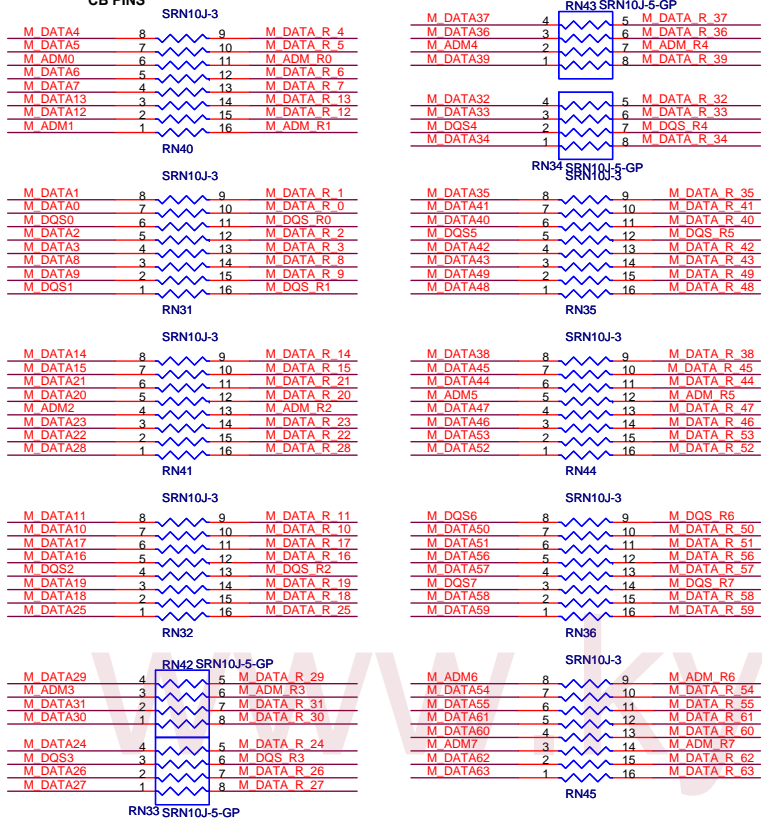 CB PINS
SRN10J-3
M_DATA4 8 9 M_DATA_R_4
M_DATA5 7 10 M_DATA_R_5
M_ADM0 6 11 M_ADM_R0
M_DATA6 5 12 M_DATA_R_6
M_DATA7 4 13 M_DATA_R_7
M_DATA13 3 14 M_DATA_R_13
M_DATA12 2 15 M_DATA_R_12
M_ADM1 1 16 M_ADM_R1
RN40
SRN10J-3
M_DATA1 8 9 M_DATA_R_1
M_DATA0 7 10 M_DATA_R_0
M_DQS0 6 11 M_DQS_R0
M_DATA2 5 12 M_DATA_R_2
M_DATA3 4 13 M_DATA_R_3
M_DATA8 3 14 M_DATA_R_8
M_DATA9 2 15 M_DATA_R_9
M_DQS1 1 16 M_DQS_R1
RN31
SRN10J-3
M_DATA14 8 9 M_DATA_R_14
M_DATA15 7 10 M_DATA_R_15
M_DATA21 6 11 M_DATA_R_21
M_DATA20 5 12 M_DATA_R_20
M_ADM2 4 13 M_ADM_R2
M_DATA23 3 14 M_DATA_R_23
M_DATA22 2 15 M_DATA_R_22
M_DATA28 1 16 M_DATA_R_28
RN41
SRN10J-3
M_DATA11 8 9 M_DATA_R_11
M_DATA10 7 10 M_DATA_R_10
M_DATA17 6 11 M_DATA_R_17
M_DATA16 5 12 M_DATA_R_16
M_DQS2 4 13 M_DQS_R2
M_DATA19 3 14 M_DATA_R_19
M_DATA18 2 15 M_DATA_R_18
M_DATA25 1 16 M_DATA_R_25
RN32
RN42 SRN10J-5-GP
M_DATA29 4 5 M_DATA_R_29
M_ADM3 3 6 M_ADM_R3
M_DATA31 2 7 M_DATA_R_31
M_DATA30 1 8 M_DATA_R_30
M_DATA24 4 5 M_DATA_R_24
M_DQS3 3 6 M_DQS_R3
M_DATA26 2 7 M_DATA_R_26
M_DATA27 1 8 M_DATA_R_27
RN33 SRN10J-5-GP
RN43 SRN10J-5-GP
M_DATA37 4 5 M_DATA_R_37
M_DATA36 3 6 M_DATA_R_36
M_ADM4 2 7 M_ADM_R4
M_DATA39 1 8 M_DATA_R_39
M_DATA32 4 5 M_DATA_R_32
M_DATA33 3 6 M_DATA_R_33
M_DQS4 2 7 M_DQS_R4
M_DATA34 1 8 M_DATA_R_34
RN34 SRN10J-5-GP
SRN10J-3
M_DATA35 8 9 M_DATA_R_35
M_DATA41 7 10 M_DATA_R_41
M_DATA40 6 11 M_DATA_R_40
M_DQS5 5 12 M_DQS_R5
M_DATA42 4 13 M_DATA_R_42
M_DATA43 3 14 M_DATA_R_43
M_DATA49 2 15 M_DATA_R_49
M_DATA48 1 16 M_DATA_R_48
RN35
SRN10J-3
M_DATA38 8 9 M_DATA_R_38
M_DATA45 7 10 M_DATA_R_45
M_DATA44 6 11 M_DATA_R_44
M_ADM5 5 12 M_ADM_R5
M_DATA47 4 13 M_DATA_R_47
M_DATA46 3 14 M_DATA_R_46
M_DATA53 2 15 M_DATA_R_53
M_DATA52 1 16 M_DATA_R_52
RN44
SRN10J-3
M_DQS6 8 9 M_DQS_R6
M_DATA50 7 10 M_DATA_R_50
M_DATA51 6 11 M_DATA_R_51
M_DATA56 5 12 M_DATA_R_56
M_DATA57 4 13 M_DATA_R_57
M_DQS7 3 14 M_DQS_R7
M_DATA58 2 15 M_DATA_R_58
M_DATA59 1 16 M_DATA_R_59
RN36
SRN10J-3
M_ADM6 8 9 M_ADM_R6
M_DATA54 7 10 M_DATA_R_54
M_DATA55 6 11 M_DATA_R_55
M_DATA61 5 12 M_DATA_R_61
M_DATA60 4 13 M_DATA_R_60
M_ADM7 3 14 M_ADM_R7
M_DATA62 2 15 M_DATA_R_62
M_DATA63 1 16 M_DATA_R_63
RN45
www.ky